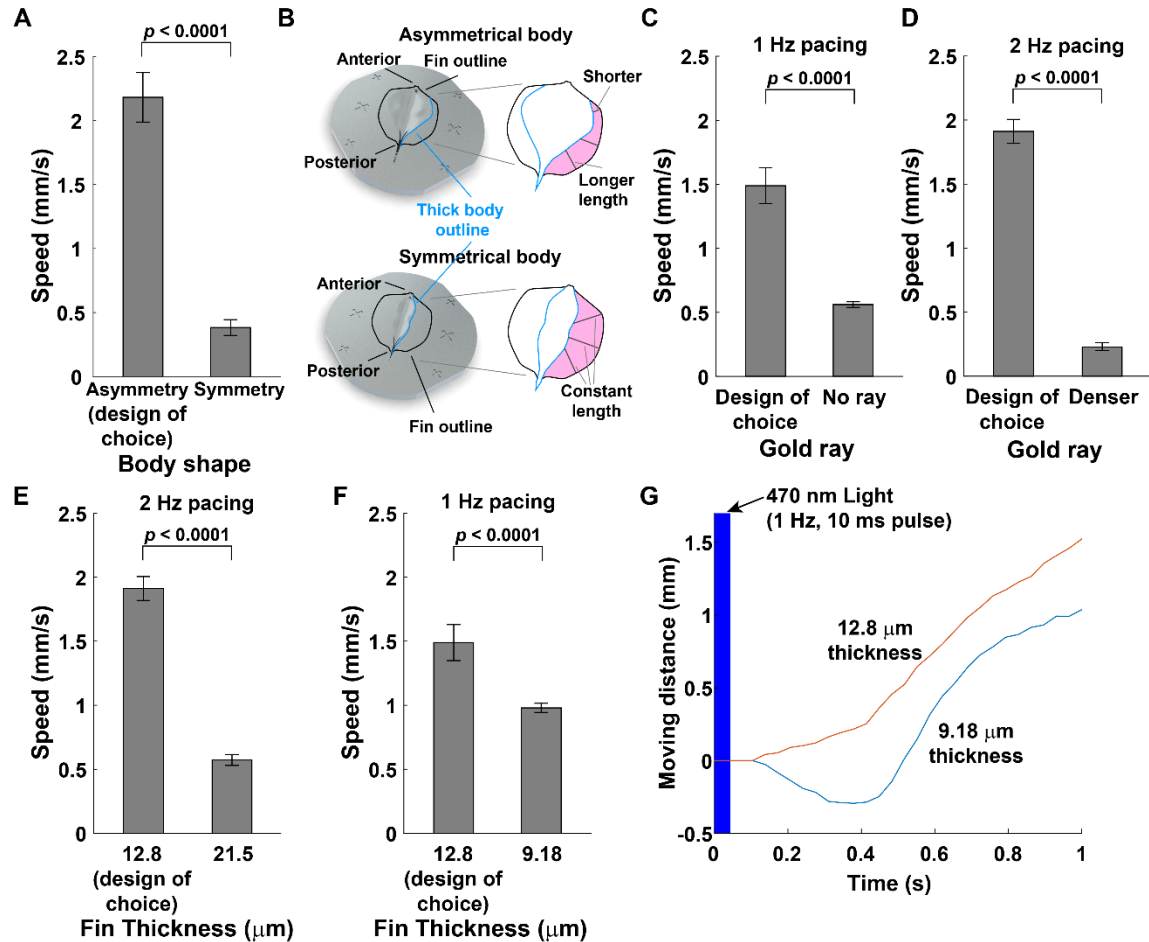 A
p < 0.0001
2.5
2
1.5
1
0.5
0
Speed (mm/s)
Asymmetry Symmetry
(design of
choice)
Body shape
B
Asymmetrical body
Anterior
Fin outline
Shorter
Posterior
Longer
length
Thick body
outline
Symmetrical body
Anterior
Posterior
Constant
length
Fin outline
C
1 Hz pacing
p < 0.0001
2.5
2
1.5
1
0.5
0
Speed (mm/s)
Design of No ray
choice
Gold ray
D
2 Hz pacing
p < 0.0001
2.5
2
1.5
1
0.5
0
Speed (mm/s)
Design of Denser
choice
Gold ray
E
2 Hz pacing
p < 0.0001
2.5
2
1.5
1
0.5
0
Speed (mm/s)
12.8 21.5
(design of
choice)
Fin Thickness (μm)
F
1 Hz pacing
p < 0.0001
2.5
2
1.5
1
0.5
0
Speed (mm/s)
12.8 9.18
(design of
choice)
Fin Thickness (μm)
G
470 nm Light
(1 Hz, 10 ms pulse)
1.5
1
0.5
0
-0.5
Moving distance (mm)
12.8 μm
thickness
9.18 μm
thickness
0 0.2 0.4 0.6 0.8 1
Time (s)